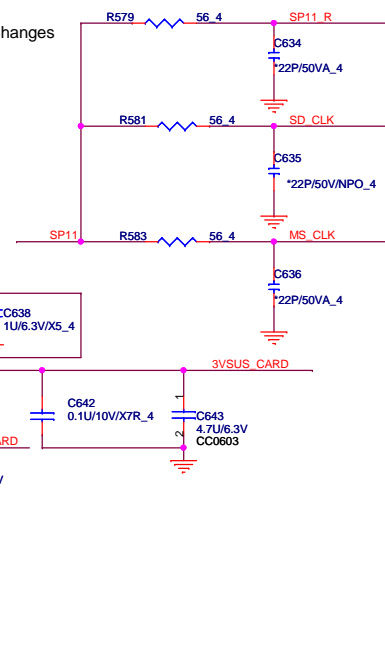 R579 56_4 SP11_R
hanges
C634
*22P/50VA_4
R581 56_4 SD_CLK
C635
*22P/50V/NPO_4
SP11 R583 56_4 MS_CLK
C636
*22P/50VA_4
C638
1U/6.3V/X5_4
3VSUS_CARD
C642
0.1U/10V/X7R_4
1
2
C643
4.7U/6.3V
CC0603
ARD